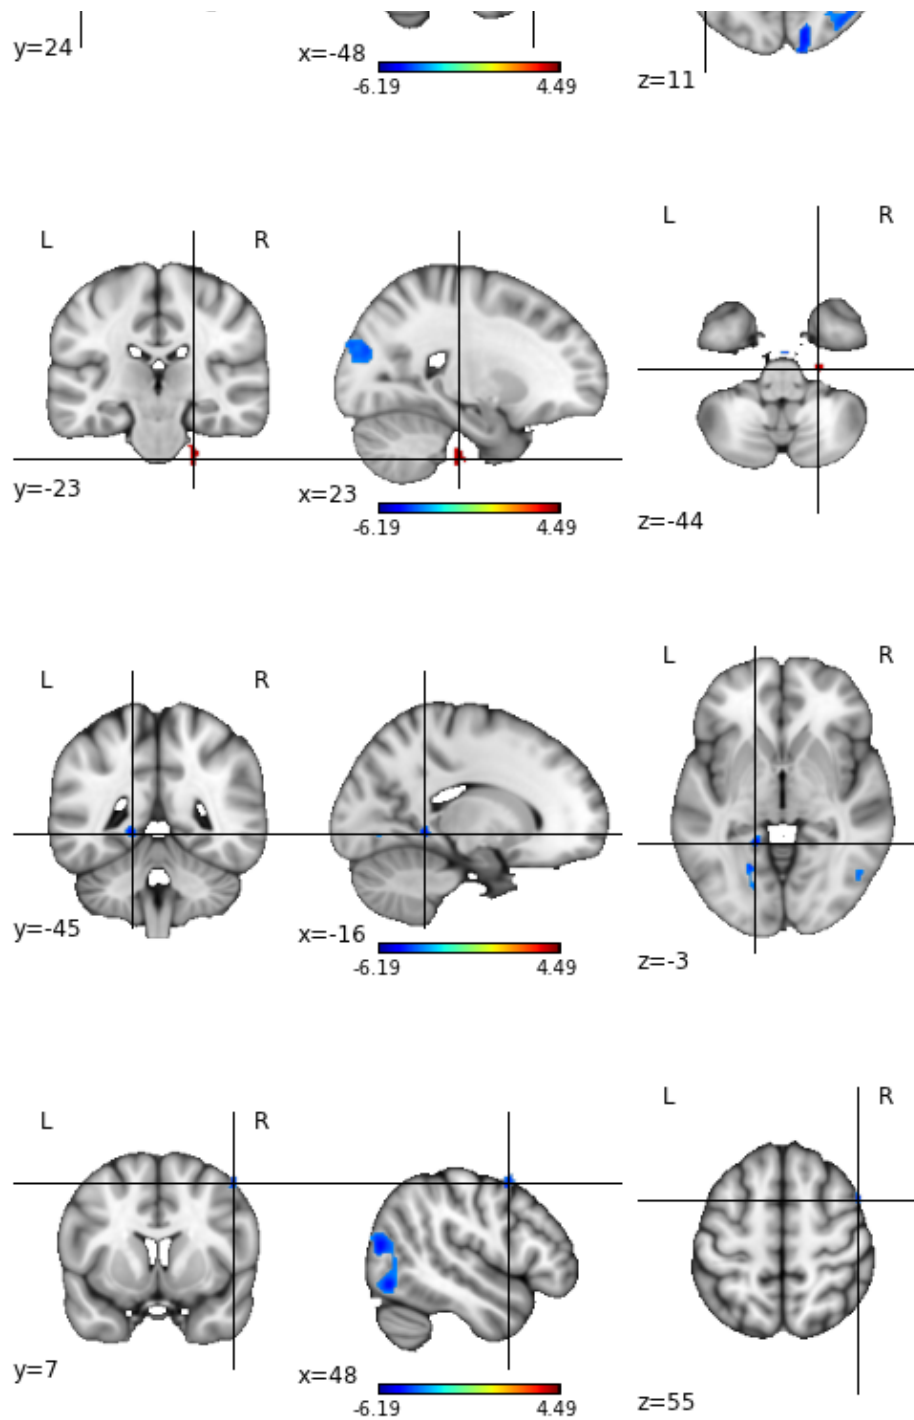 y=24 x=-48 z=11
-6.19 4.49
L R L R
y=-23 x=23 z=-44
-6.19 4.49
L R L R
y=-45 x=-16 z=-3
-6.19 4.49
L R L R
y=7 x=48 z=55
-6.19 4.49